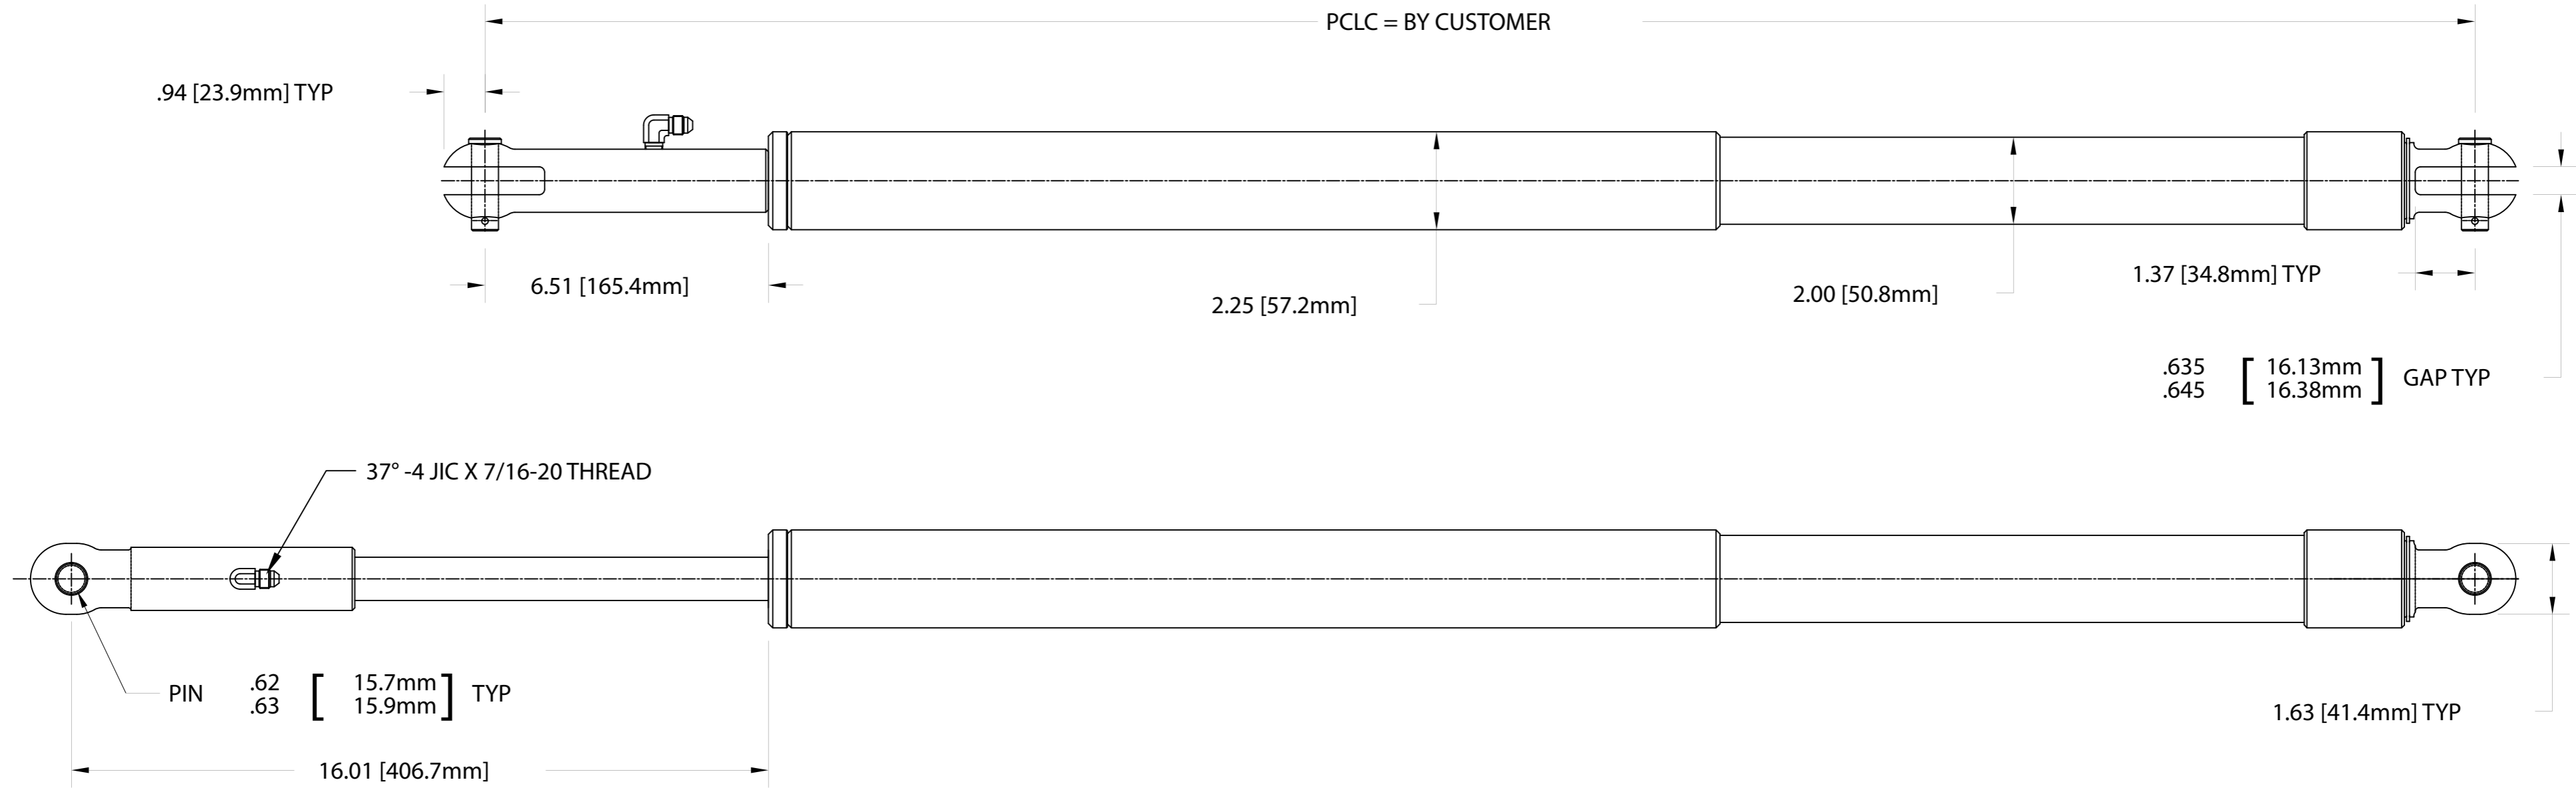 PCLC = BY CUSTOMER
.94 [23.9mm] TYP
6.51 [165.4mm]
2.25 [57.2mm]
2.00 [50.8mm]
1.37 [34.8mm] TYP
.635 [ 16.13mm ] GAP TYP
.645 16.38mm
37° -4 JIC X 7/16-20 THREAD
PIN .62 [ 15.7mm ] TYP
.63 15.9mm
1.63 [41.4mm] TYP
16.01 [406.7mm]